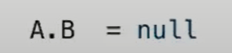 A.B = null